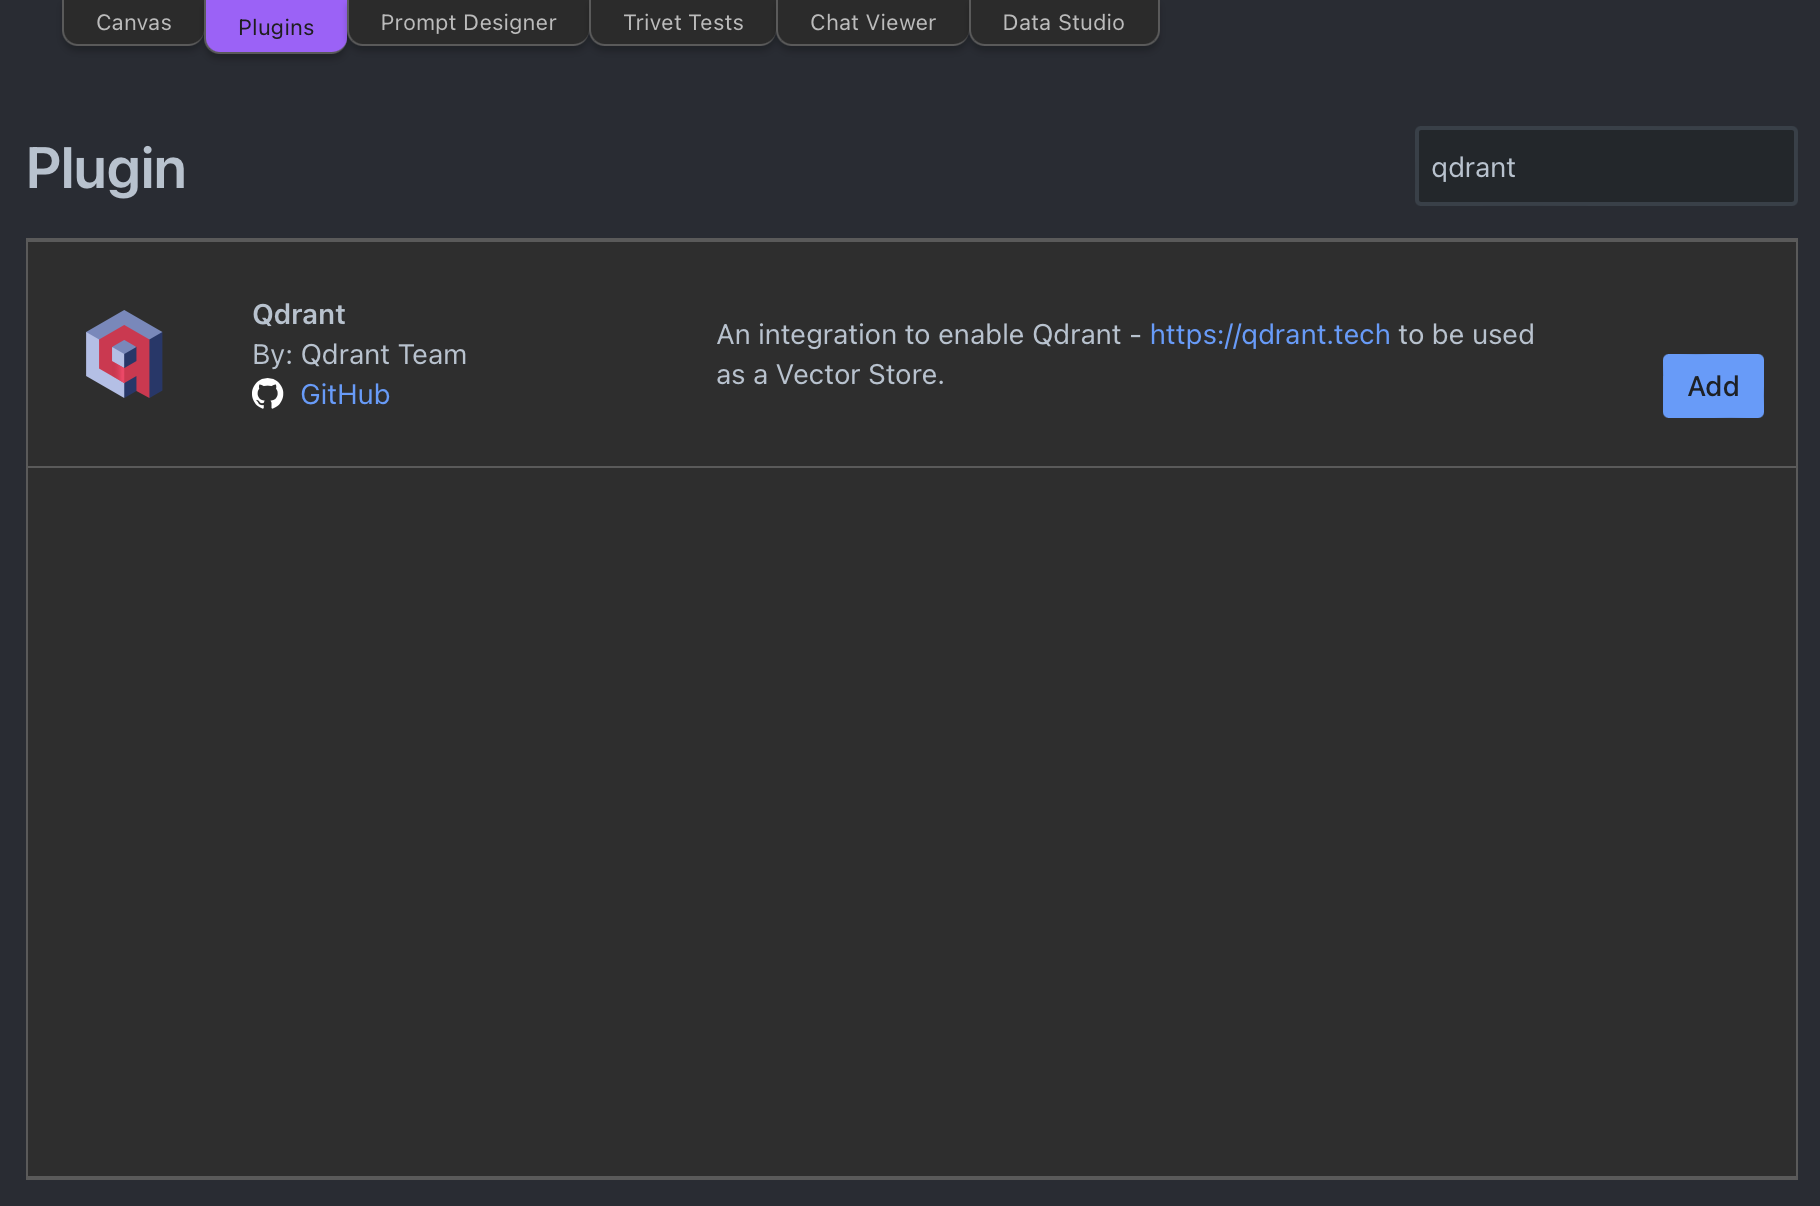 Canvas
Plugins
Prompt Designer
Trivet Tests
Chat Viewer
Data Studio
Plugin
qdrant
Qdrant
By: Qdrant Team
GitHub
An integration to enable Qdrant - https://qdrant.tech to be used
as a Vector Store.
Add